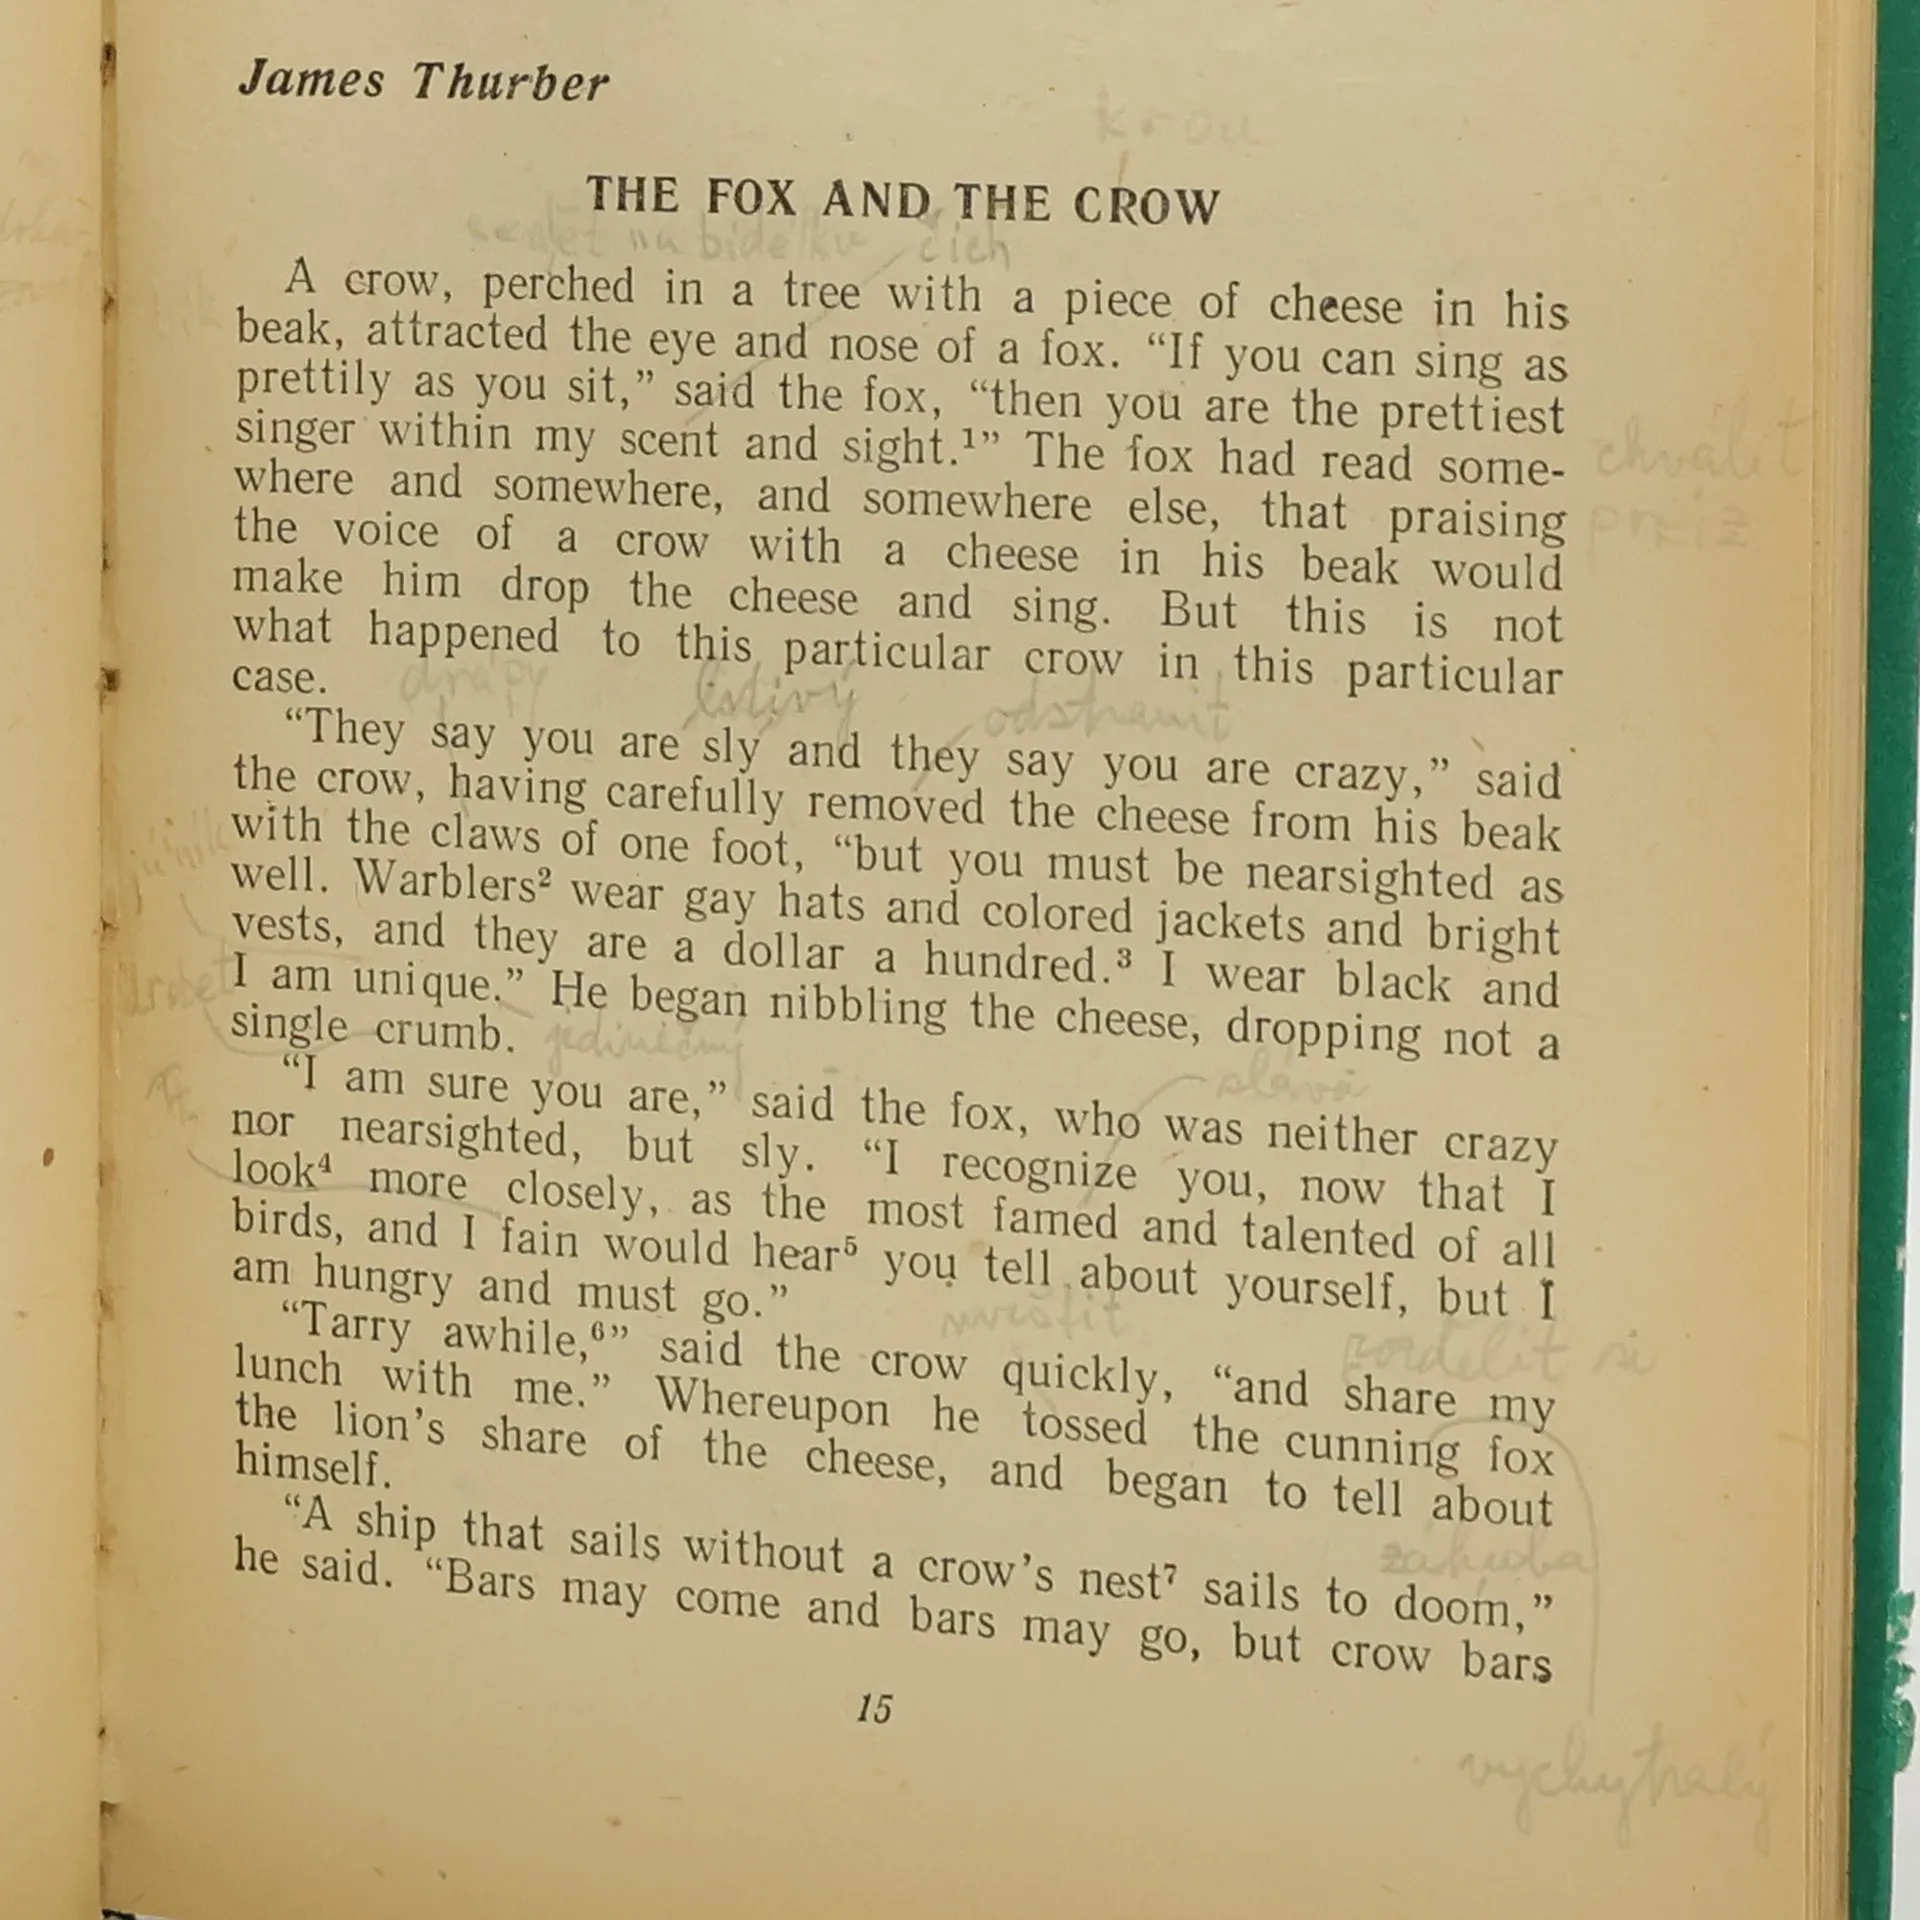 James Thurber
THE FOX AND THE CROW
sedět na bidélku čich
A crow, perched in a tree with a piece of cheese in his
beak, attracted the eye and nose of a fox. “If you can sing as
prettily as you sit,” said the fox, “then you are the prettiest
singer within my scent and sight.¹” The fox had read some-
chválit
where and somewhere, and somewhere else, that praising
the voice of a crow with a cheese in his beak would
make him drop the cheese and sing. But this is not
what happened to this particular crow in this particular
case.
drápy lstivý odstranit
“They say you are sly and they say you are crazy,” said
the crow, having carefully removed the cheese from his beak
with the claws of one foot, “but you must be nearsighted as
well. Warblers² wear gay hats and colored jackets and bright
vests, and they are a dollar a hundred.³ I wear black and
I am unique.” He began nibbling the cheese, dropping not a
single crumb.
jedinečný
sláva
“I am sure you are,” said the fox, who was neither crazy
nor nearsighted, but sly. “I recognize you, now that I
look⁴ more closely, as the most famed and talented of all
birds, and I fain would hear⁵ you tell about yourself, but I
am hungry and must go.”
“Tarry awhile,⁶” said the crow quickly, “and share my
lunch with me.” Whereupon he tossed the cunning fox
the lion’s share of the cheese, and began to tell about
himself.
“A ship that sails without a crow’s nest⁷ sails to doom,”
záhuba
he said. “Bars may come and bars may go, but crow bars
15
vychytralý